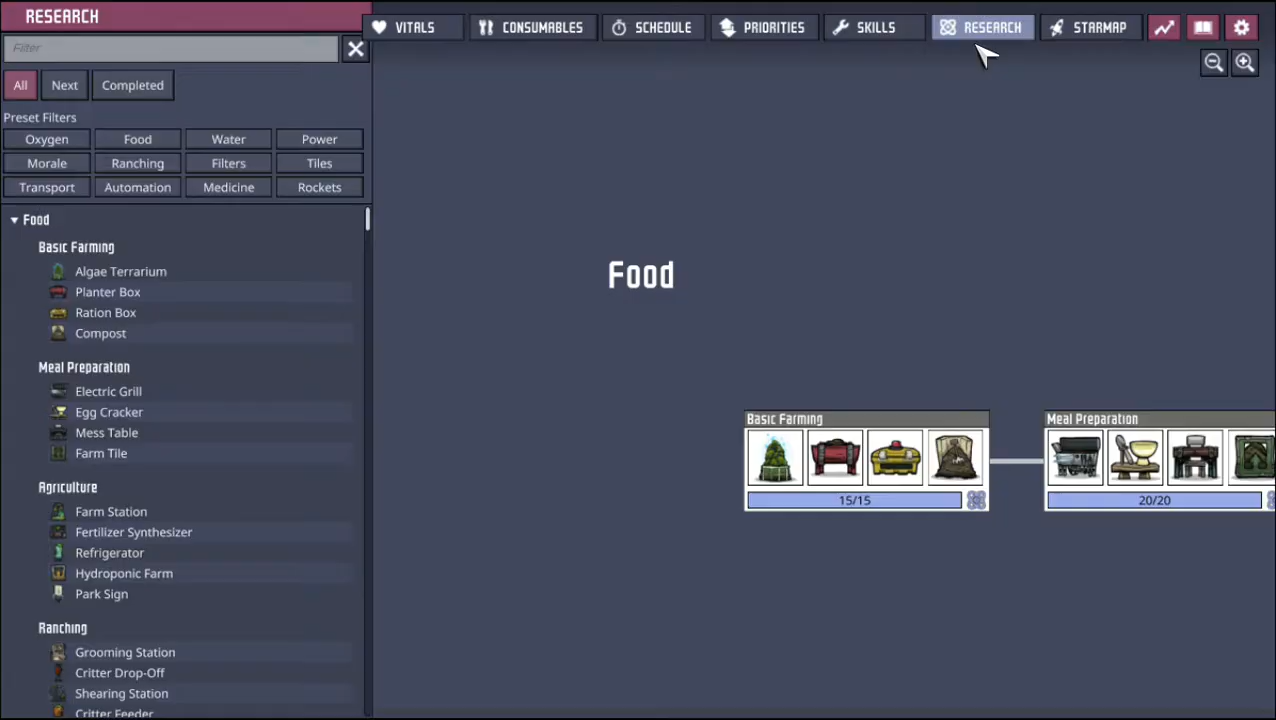 RESEARCH
VITALS
CONSUMABLES
SCHEDULE
PRIORITIES
SKILLS
RESEARCH
STARMAP
Filter
All
Next
Completed
Preset Filters
Oxygen
Food
Water
Power
Morale
Ranching
Filters
Tiles
Transport
Automation
Medicine
Rockets
Food
Basic Farming
Algae Terrarium
Planter Box
Ration Box
Compost
Meal Preparation
Electric Grill
Egg Cracker
Mess Table
Farm Tile
Agriculture
Farm Station
Fertilizer Synthesizer
Refrigerator
Hydroponic Farm
Park Sign
Ranching
Grooming Station
Critter Drop-Off
Shearing Station
Critter Feeder
Food
Basic Farming
15/15
Meal Preparation
20/20